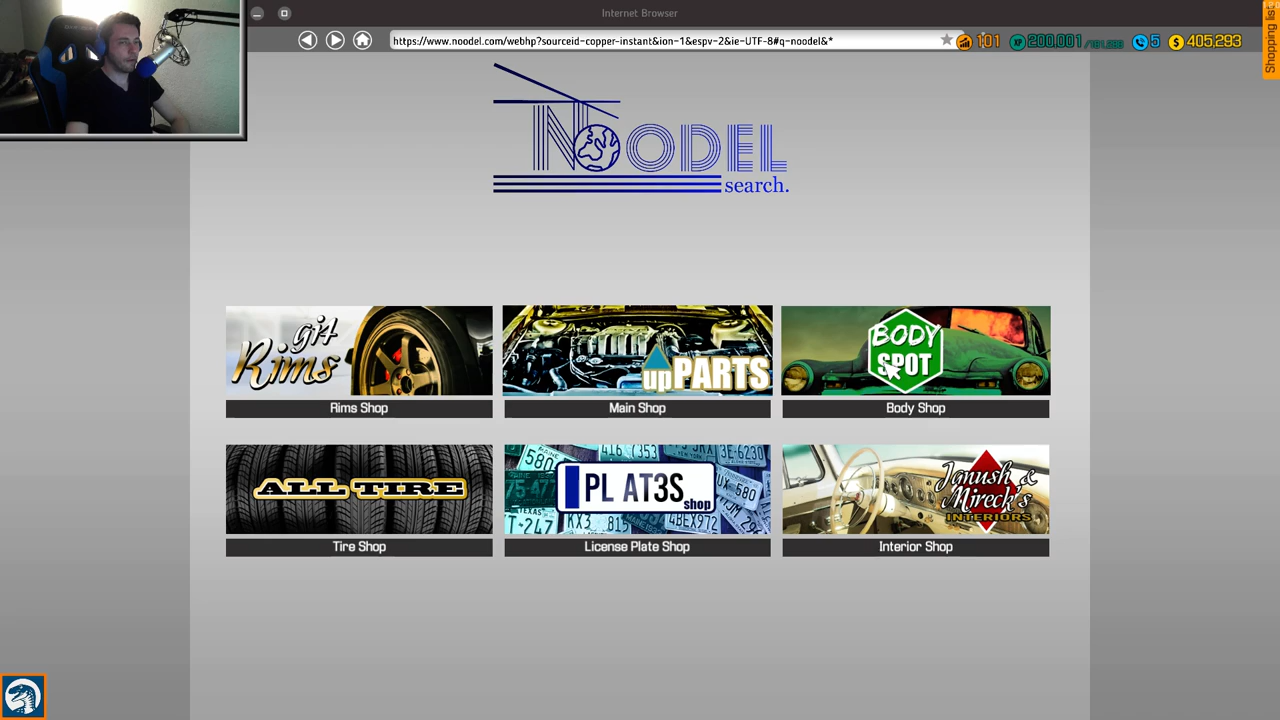 Internet Browser
https://www.noodel.com/webhp?sourceid-copper-instant&ion-1&espv-2&ie-UTF-8#q-noodel&*
101
XP 200,001
5
$ 405,293
Shopping list
NOODEL
search.
gi4
Rims
upPARTS
BODY
SPOT
Rims Shop
Main Shop
Body Shop
ALL TIRE
PL AT3S
shop
Janush &
Mireck's
INTERIORS
Tire Shop
License Plate Shop
Interior Shop